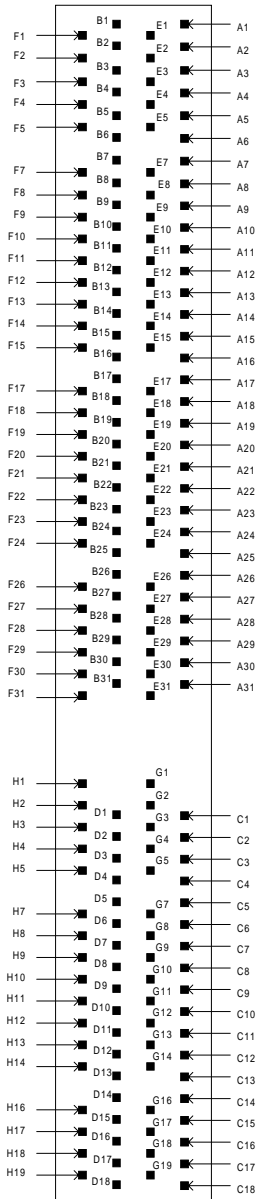 B1 E1 A1
F1
B2 E2 A2
F2
B3 E3 A3
F3
B4 E4 A4
F4
B5 E5 A5
F5
B6 A6
B7 E7 A7
F7
B8 E8 A8
F8
B9 E9 A9
F9
B10 E10 A10
F10
B11 E11 A11
F11
B12 E12 A12
F12
B13 E13 A13
F13
B14 E14 A14
F14
B15 E15 A15
F15
B16 A16
B17 E17 A17
F17
B18 E18 A18
F18
B19 E19 A19
F19
B20 E20 A20
F20
B21 E21 A21
F21
B22 E22 A22
F22
B23 E23 A23
F23
B24 E24 A24
F24
B25 A25
B26 E26 A26
F26
B27 E27 A27
F27
B28 E28 A28
F28
B29 E29 A29
F29
B30 E30 A30
F30
B31 E31 A31
F31
H1 G1
H2 G2
D1 G3 C1
H3
D2 G4 C2
H4
D3 G5 C3
H5
D4 C4
D5 G7 C5
H7
D6 G8 C6
H8
D7 G9 C7
H9
D8 G10 C8
H10
D9 G11 C9
H11
D10 G12 C10
H12
D11 G13 C11
H13
D12 G14 C12
H14
D13 C13
D14 G16 C14
H16
D15 G17 C15
H17
D16 G18 C16
H18
D17 G19 C17
H19
D18 C18